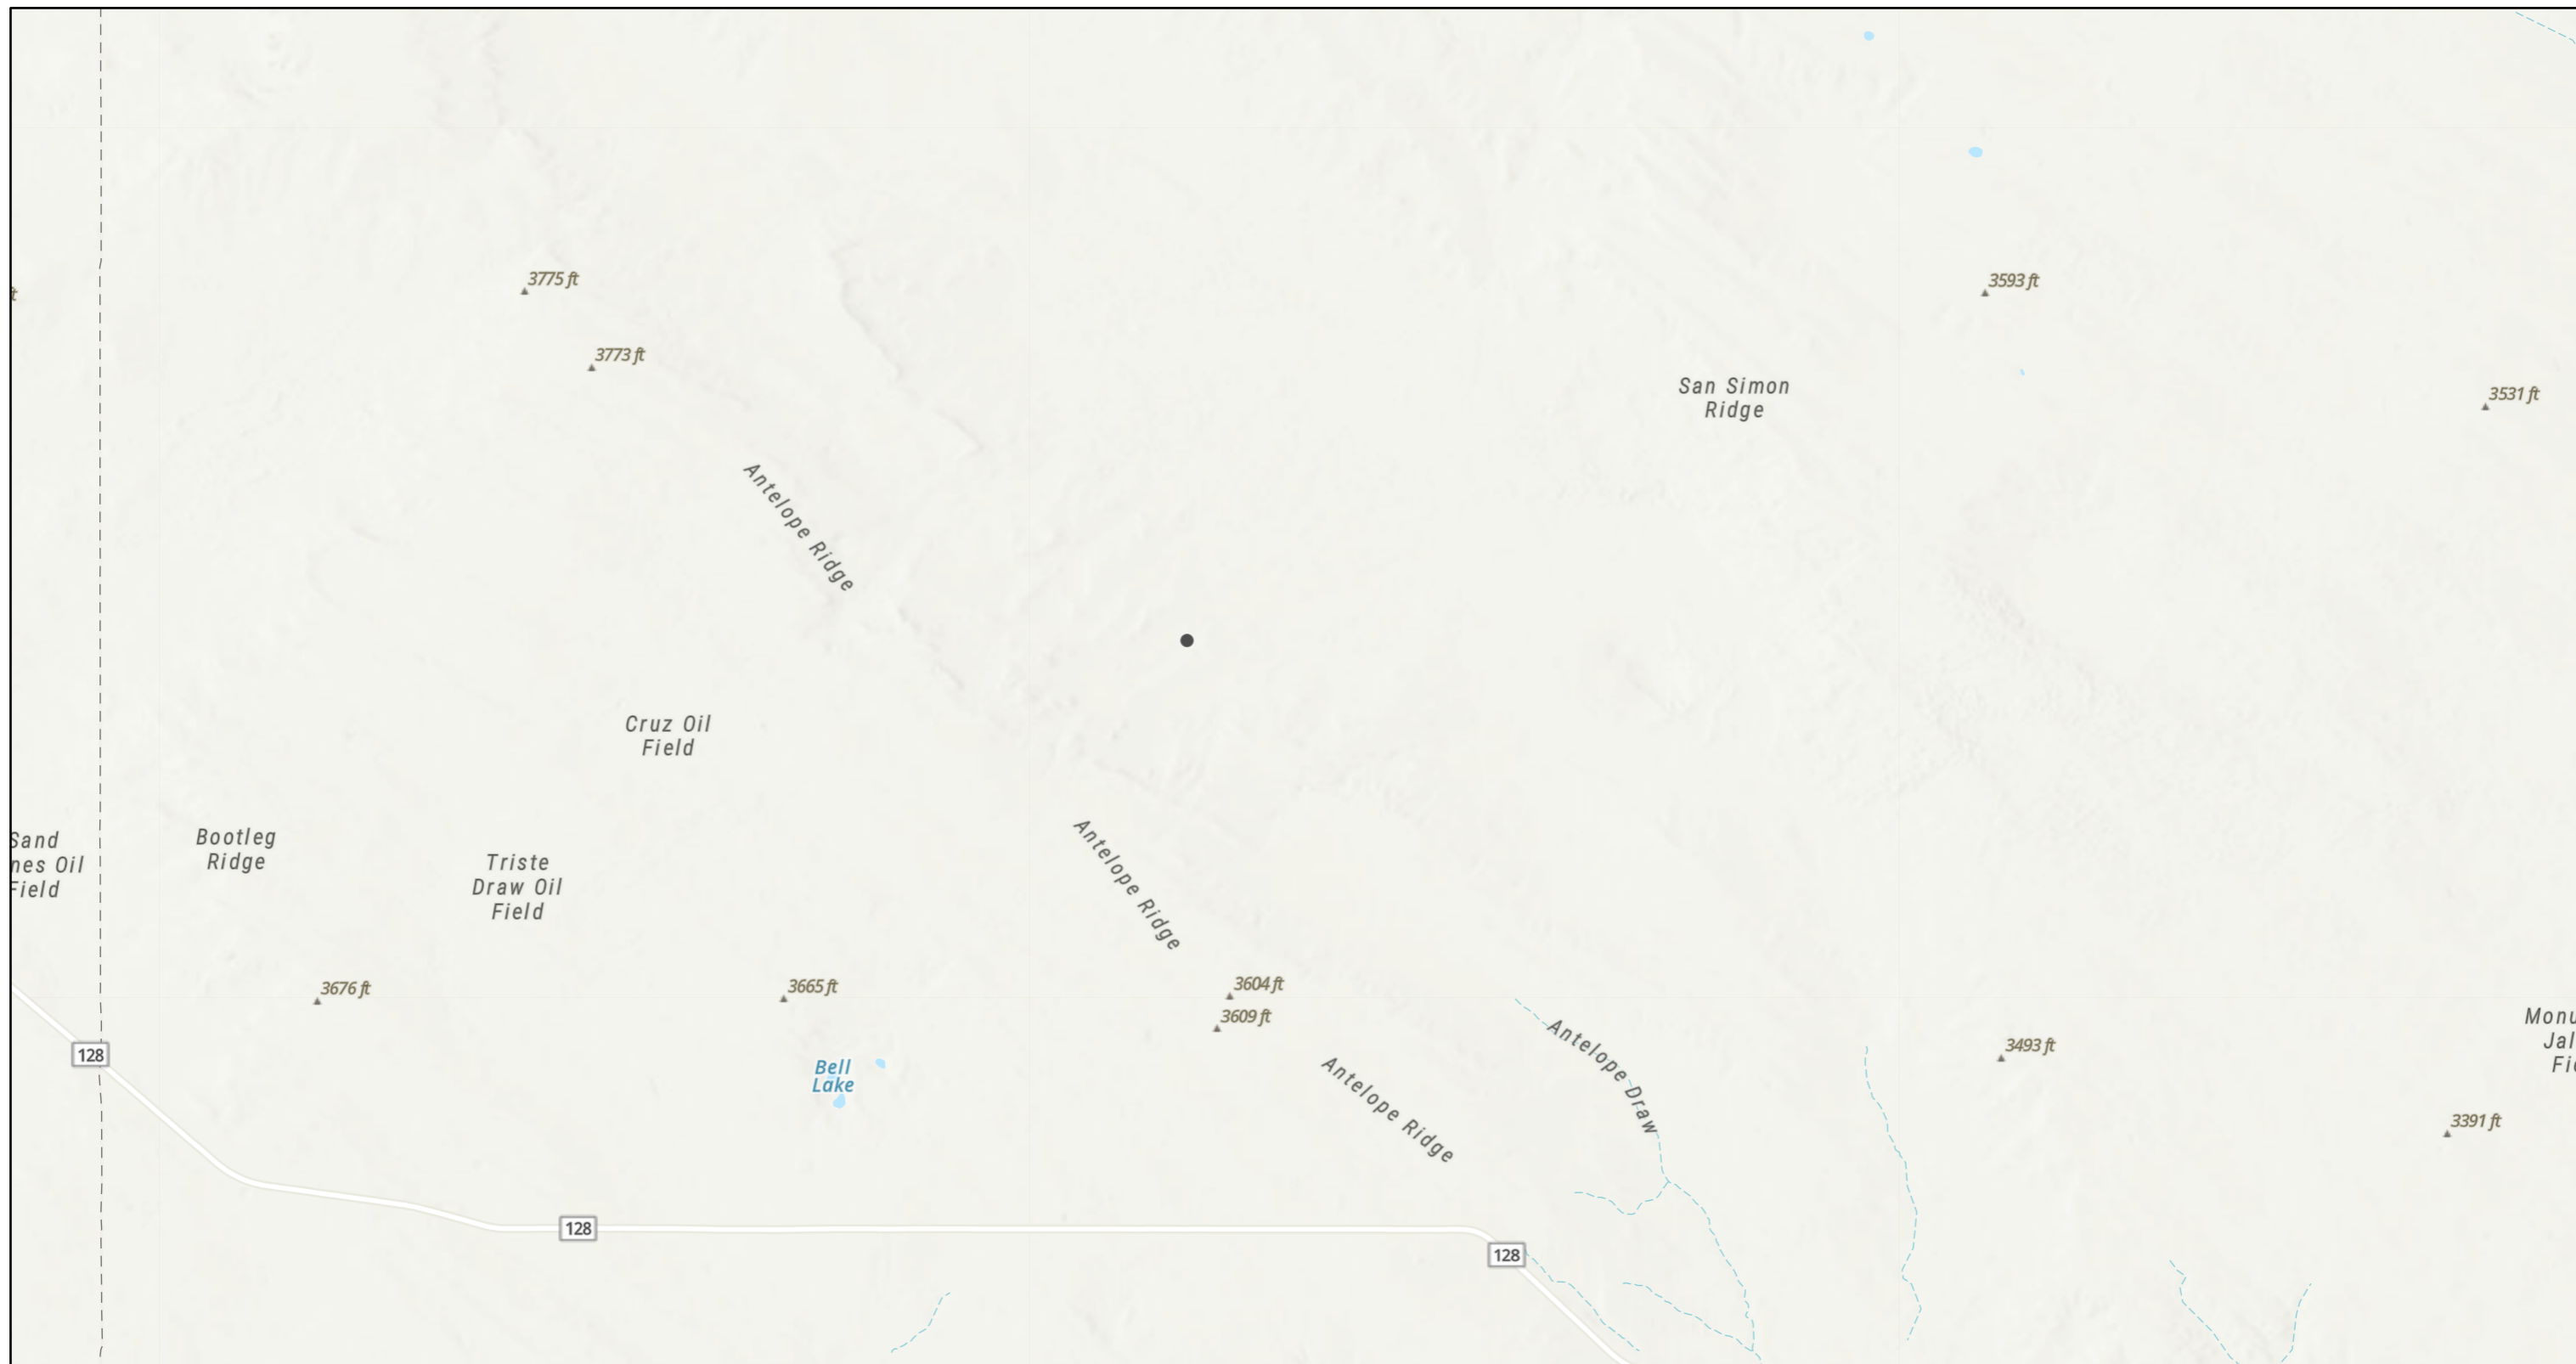 3775 ft
3593 ft
3773 ft
San Simon
Ridge
3531 ft
Antelope Ridge
Cruz Oil
Field
Sand
nes Oil
Field
Bootleg
Ridge
Triste
Draw Oil
Field
Antelope Ridge
3676 ft
3665 ft
3604 ft
3609 ft
Antelope Draw
3493 ft
Monu
Jal
Fi
128
Bell
Lake
Antelope Ridge
3391 ft
128
128